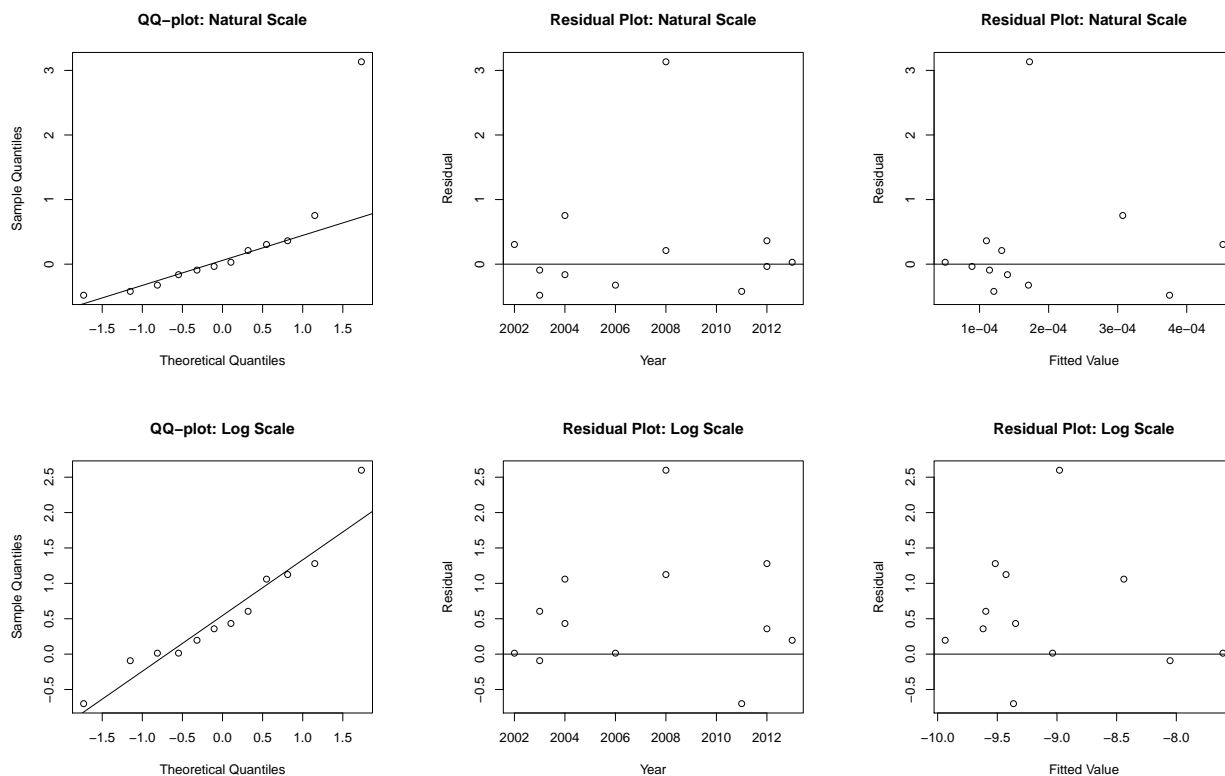 QQ−plot: Natural Scale
Sample Quantiles
3
2
1
0
−1.5 −1.0 −0.5 0.0 0.5 1.0 1.5
Theoretical Quantiles
Residual Plot: Natural Scale
Residual
3
2
1
0
2002 2004 2006 2008 2010 2012
Year
Residual Plot: Natural Scale
Residual
3
2
1
0
1e−04 2e−04 3e−04 4e−04
Fitted Value
QQ−plot: Log Scale
Sample Quantiles
2.5
2.0
1.5
1.0
0.5
0.0
−0.5
−1.5 −1.0 −0.5 0.0 0.5 1.0 1.5
Theoretical Quantiles
Residual Plot: Log Scale
Residual
2.5
2.0
1.5
1.0
0.5
0.0
−0.5
2002 2004 2006 2008 2010 2012
Year
Residual Plot: Log Scale
Residual
2.5
2.0
1.5
1.0
0.5
0.0
−0.5
−10.0 −9.5 −9.0 −8.5 −8.0
Fitted Value